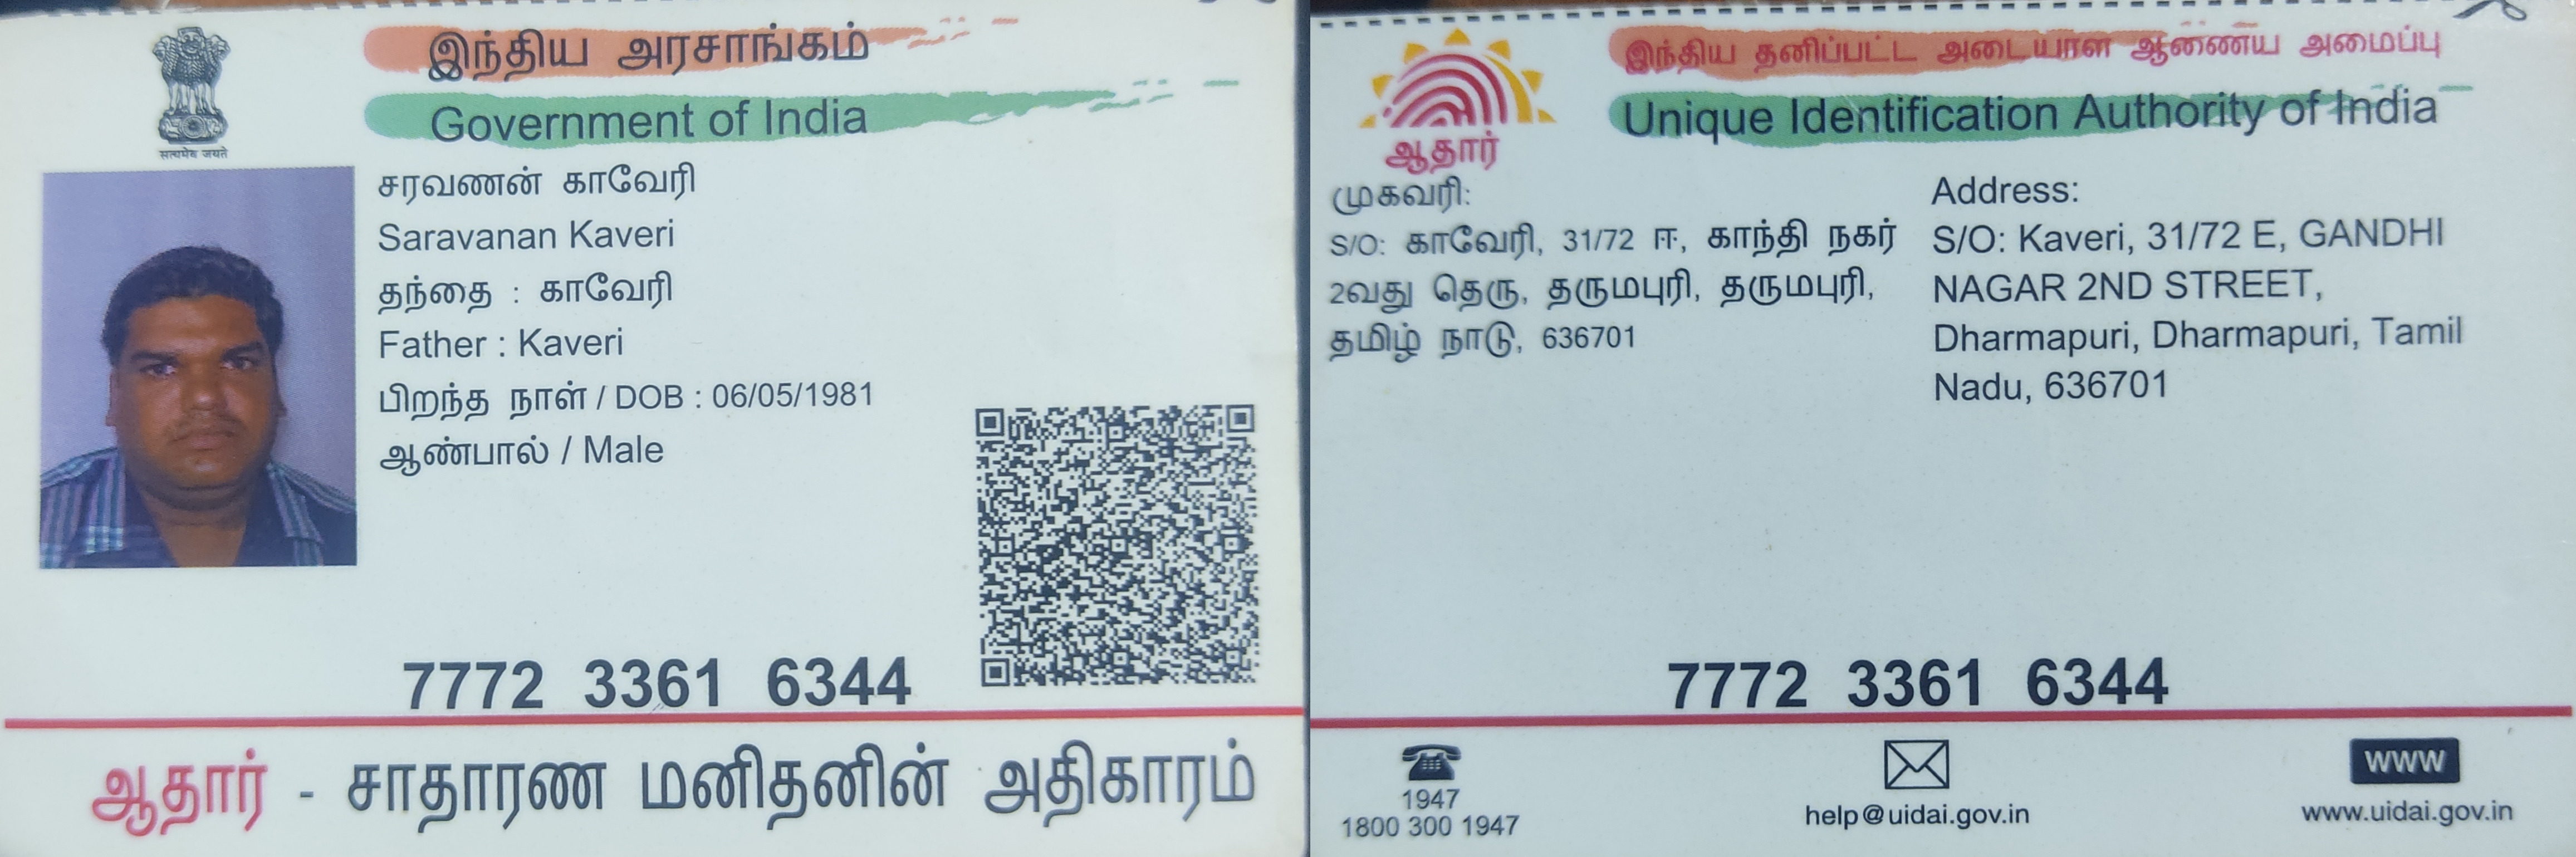 இந்திய அரசாங்கம்
Government of India
सत्यमेव जयते
சரவணன் காவேரி
Saravanan Kaveri
தந்தை : காவேரி
Father : Kaveri
பிறந்த நாள் / DOB : 06/05/1981
ஆண்பால் / Male
7772 3361 6344
ஆதார் - சாதாரண மனிதனின் அதிகாரம்
இந்திய தனிப்பட்ட அடையாள ஆணைய அமைப்பு
Unique Identification Authority of India
ஆதார்
முகவரி:
S/O: காவேரி, 31/72 ஈ, காந்தி நகர்
2வது தெரு, தருமபுரி, தருமபுரி,
தமிழ் நாடு, 636701
Address:
S/O: Kaveri, 31/72 E, GANDHI
NAGAR 2ND STREET,
Dharmapuri, Dharmapuri, Tamil
Nadu, 636701
7772 3361 6344
1947
1800 300 1947
help@uidai.gov.in
WWW
www.uidai.gov.in